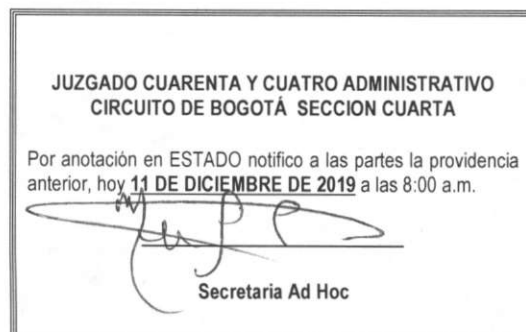 JUZGADO CUARENTA Y CUATRO ADMINISTRATIVO
CIRCUITO DE BOGOTÁ SECCION CUARTA
Por anotación en ESTADO notifico a las partes la providencia
anterior, hoy 11 DE DICIEMBRE DE 2019 a las 8:00 a.m.
Secretaria Ad Hoc